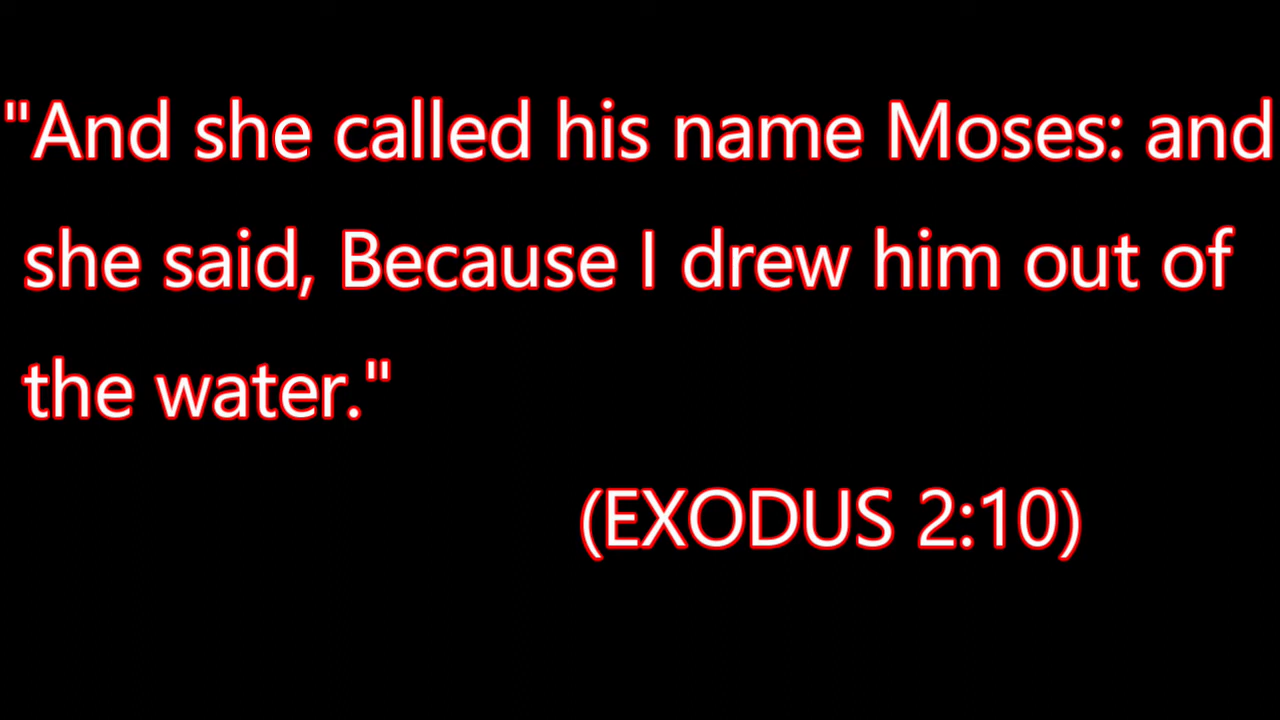 "And she called his name Moses: and
she said, Because I drew him out of
the water."
(EXODUS 2:10)